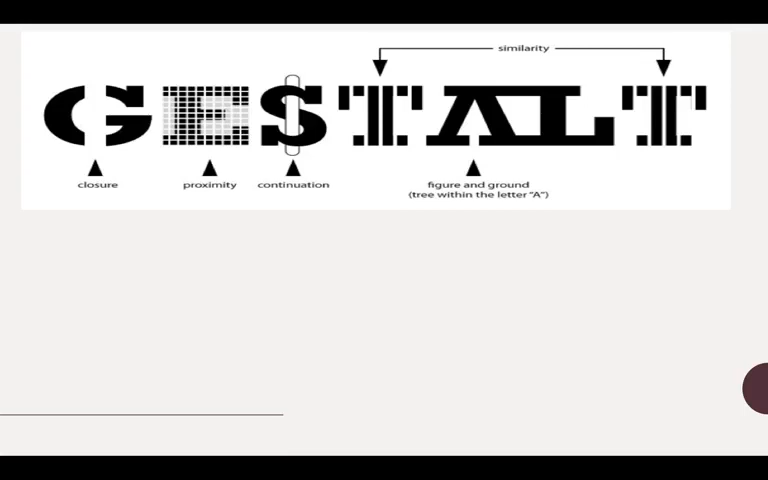 similarity
GESTALT
closure
proximity
continuation
figure and ground
(tree within the letter “A”)